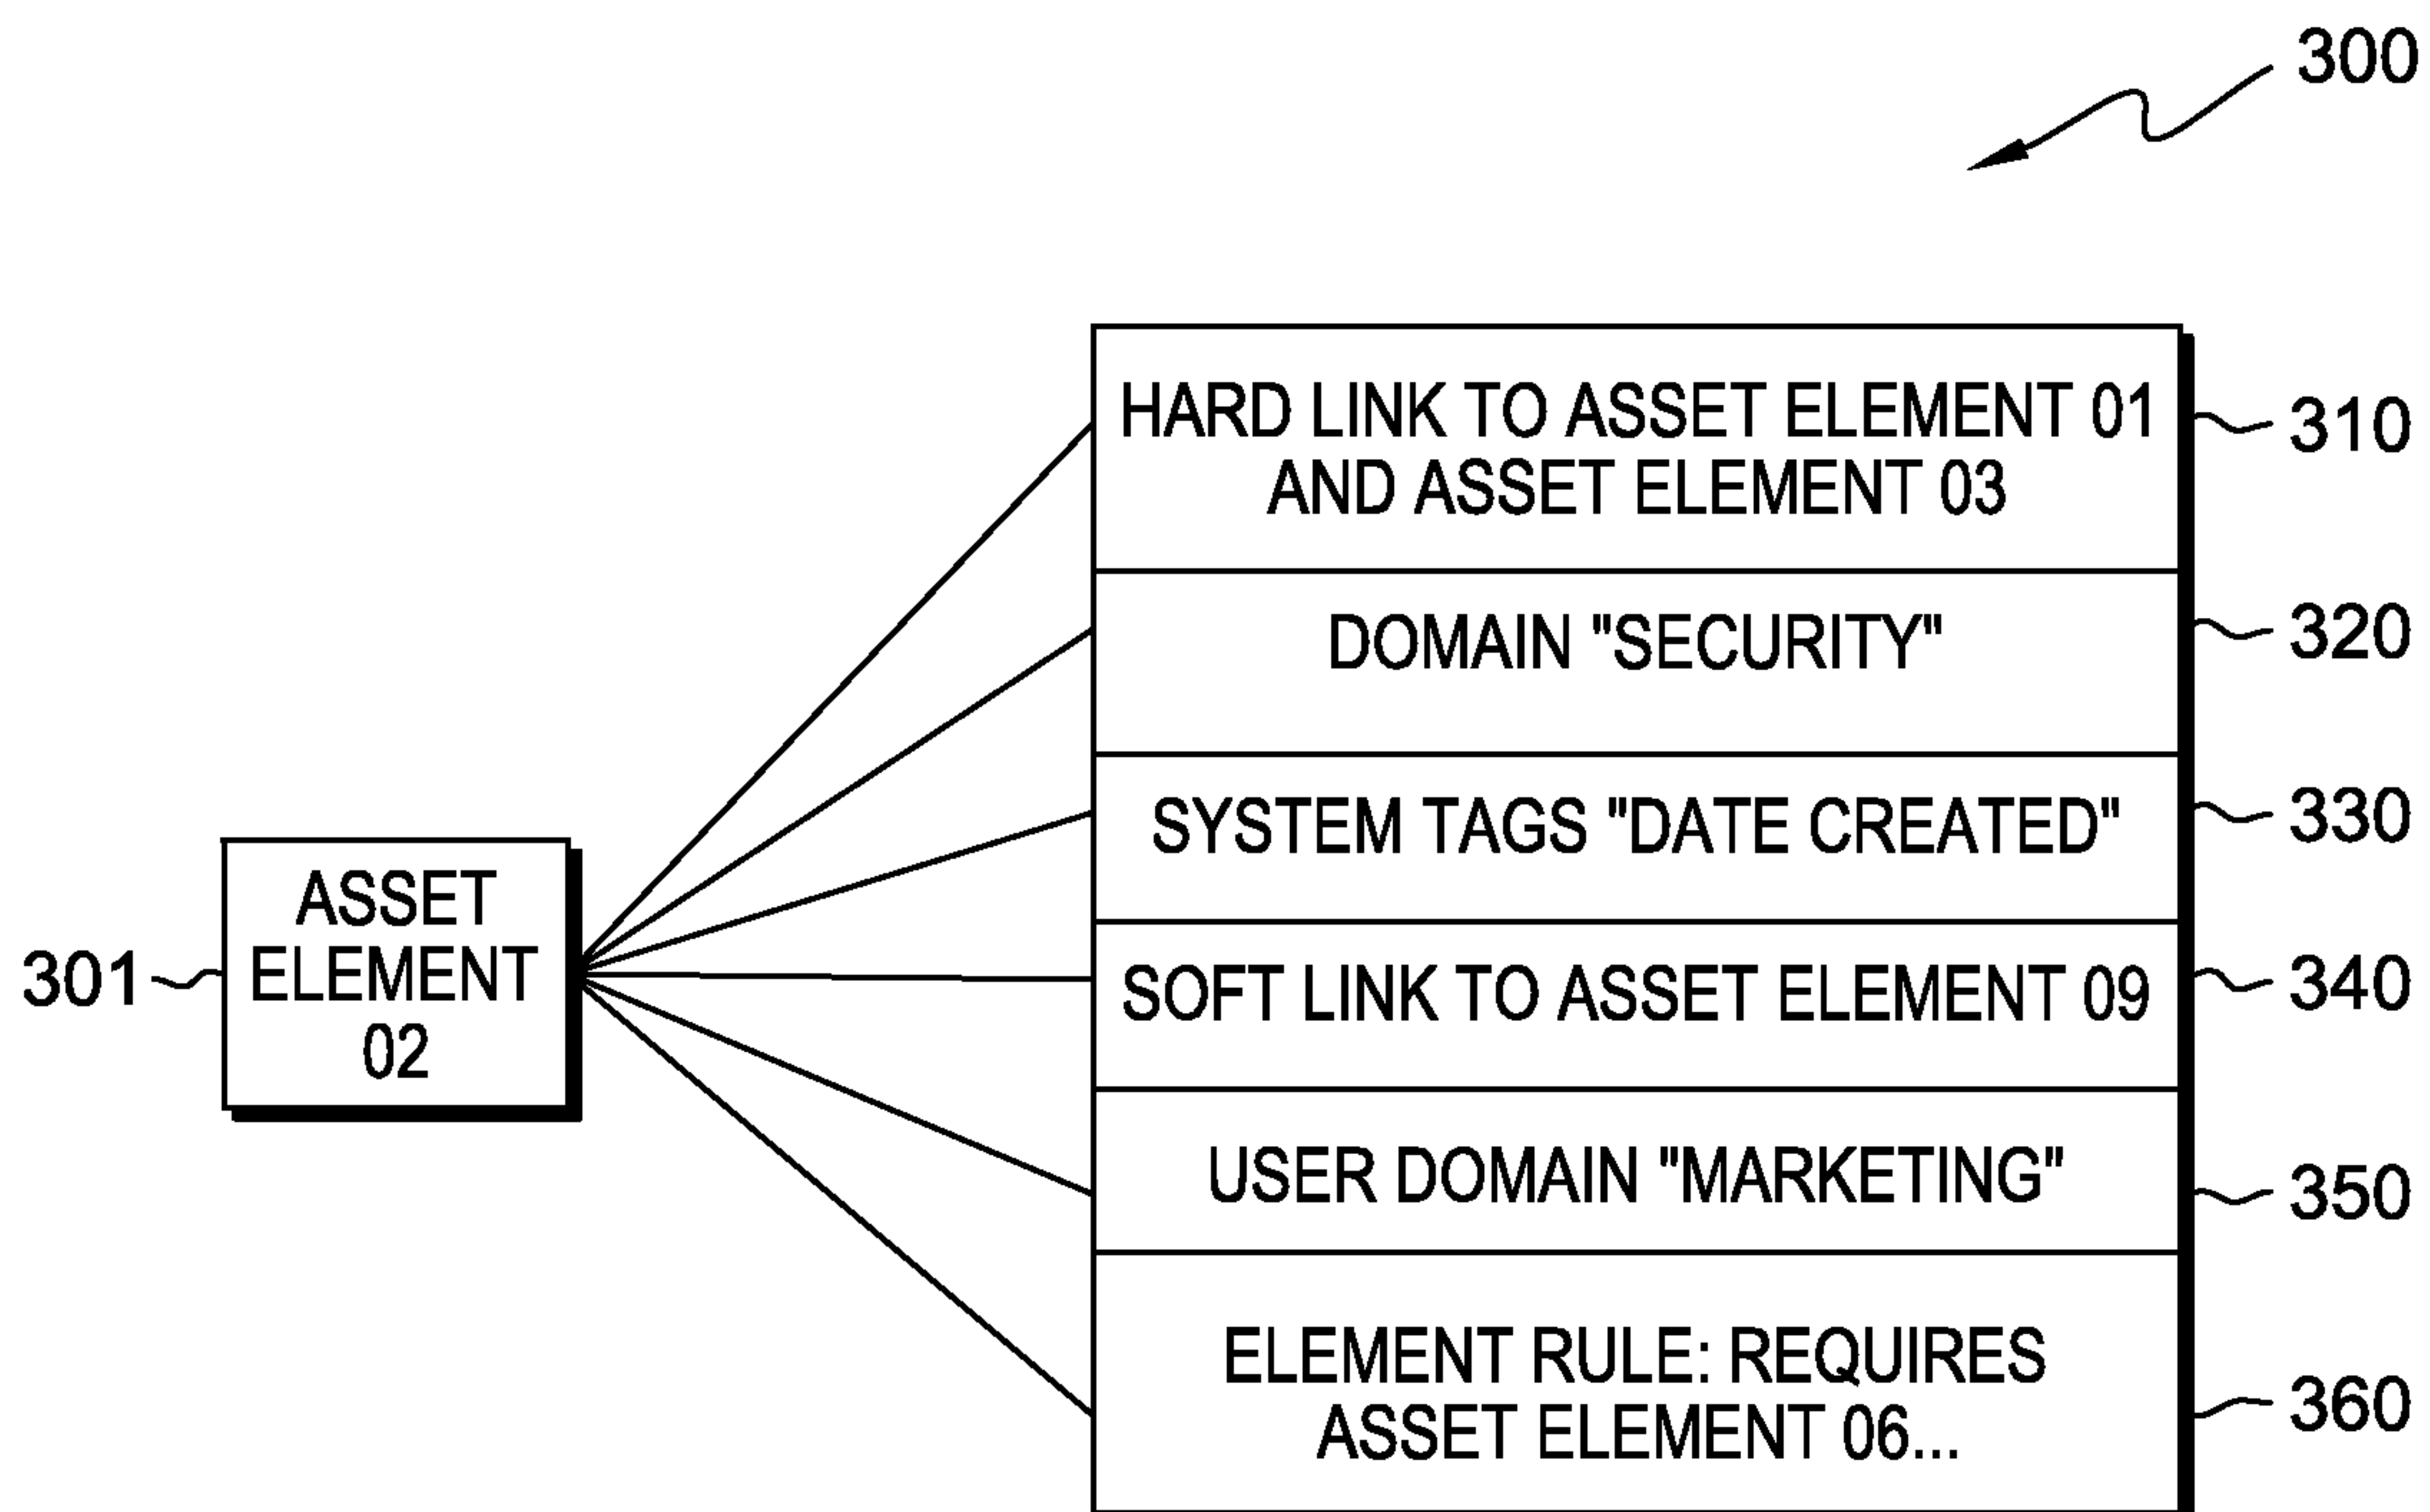 300
HARD LINK TO ASSET ELEMENT 01
AND ASSET ELEMENT 03
310
DOMAIN "SECURITY"
320
SYSTEM TAGS "DATE CREATED"
330
301
ASSET
ELEMENT
02
SOFT LINK TO ASSET ELEMENT 09
340
USER DOMAIN "MARKETING"
350
ELEMENT RULE: REQUIRES
ASSET ELEMENT 06...
360